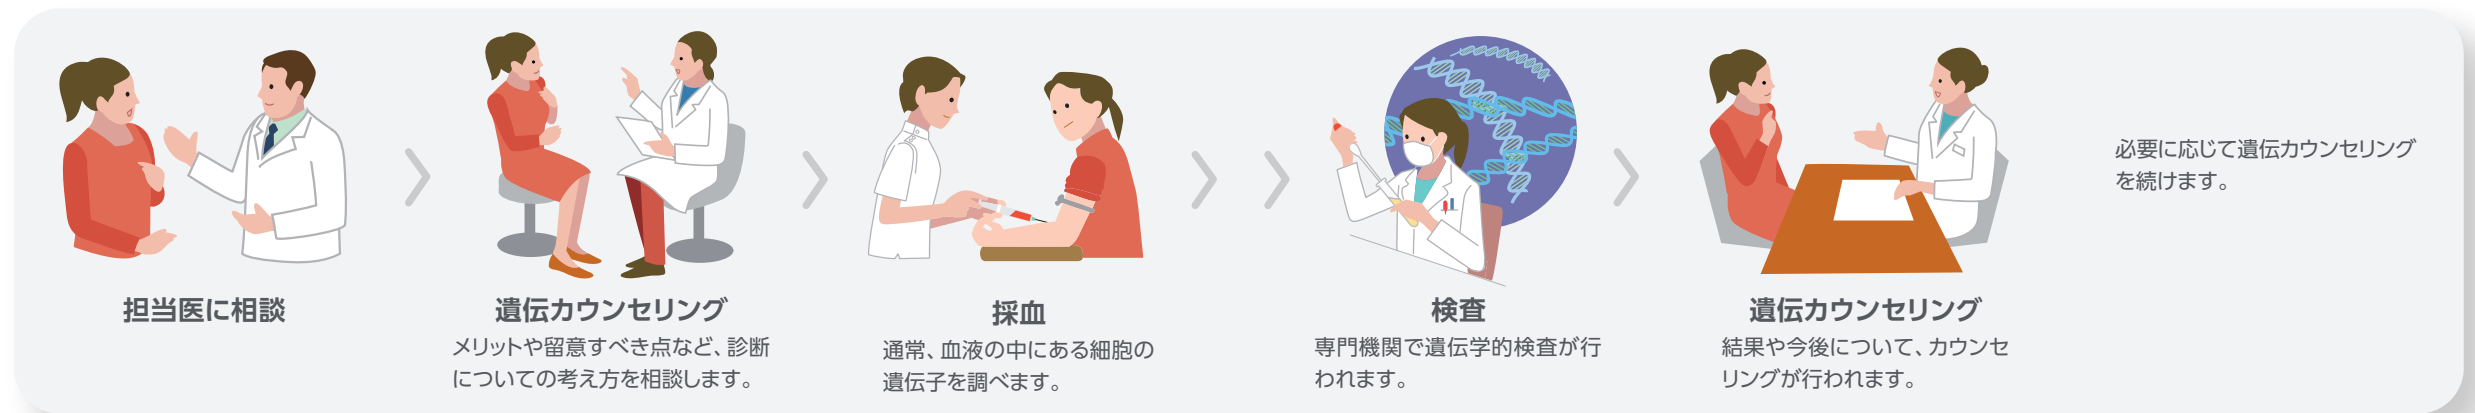 担当医に相談
遺伝カウンセリング
メリットや留意すべき点など、診断
についての考え方を相談します。
採血
通常、血液の中にある細胞の
遺伝子を調べます。
検査
専門機関で遺伝学的検査が行
われます。
遺伝カウンセリング
結果や今後について、カウンセ
リングが行われます。
必要に応じて遺伝カウンセリング
を続けます。